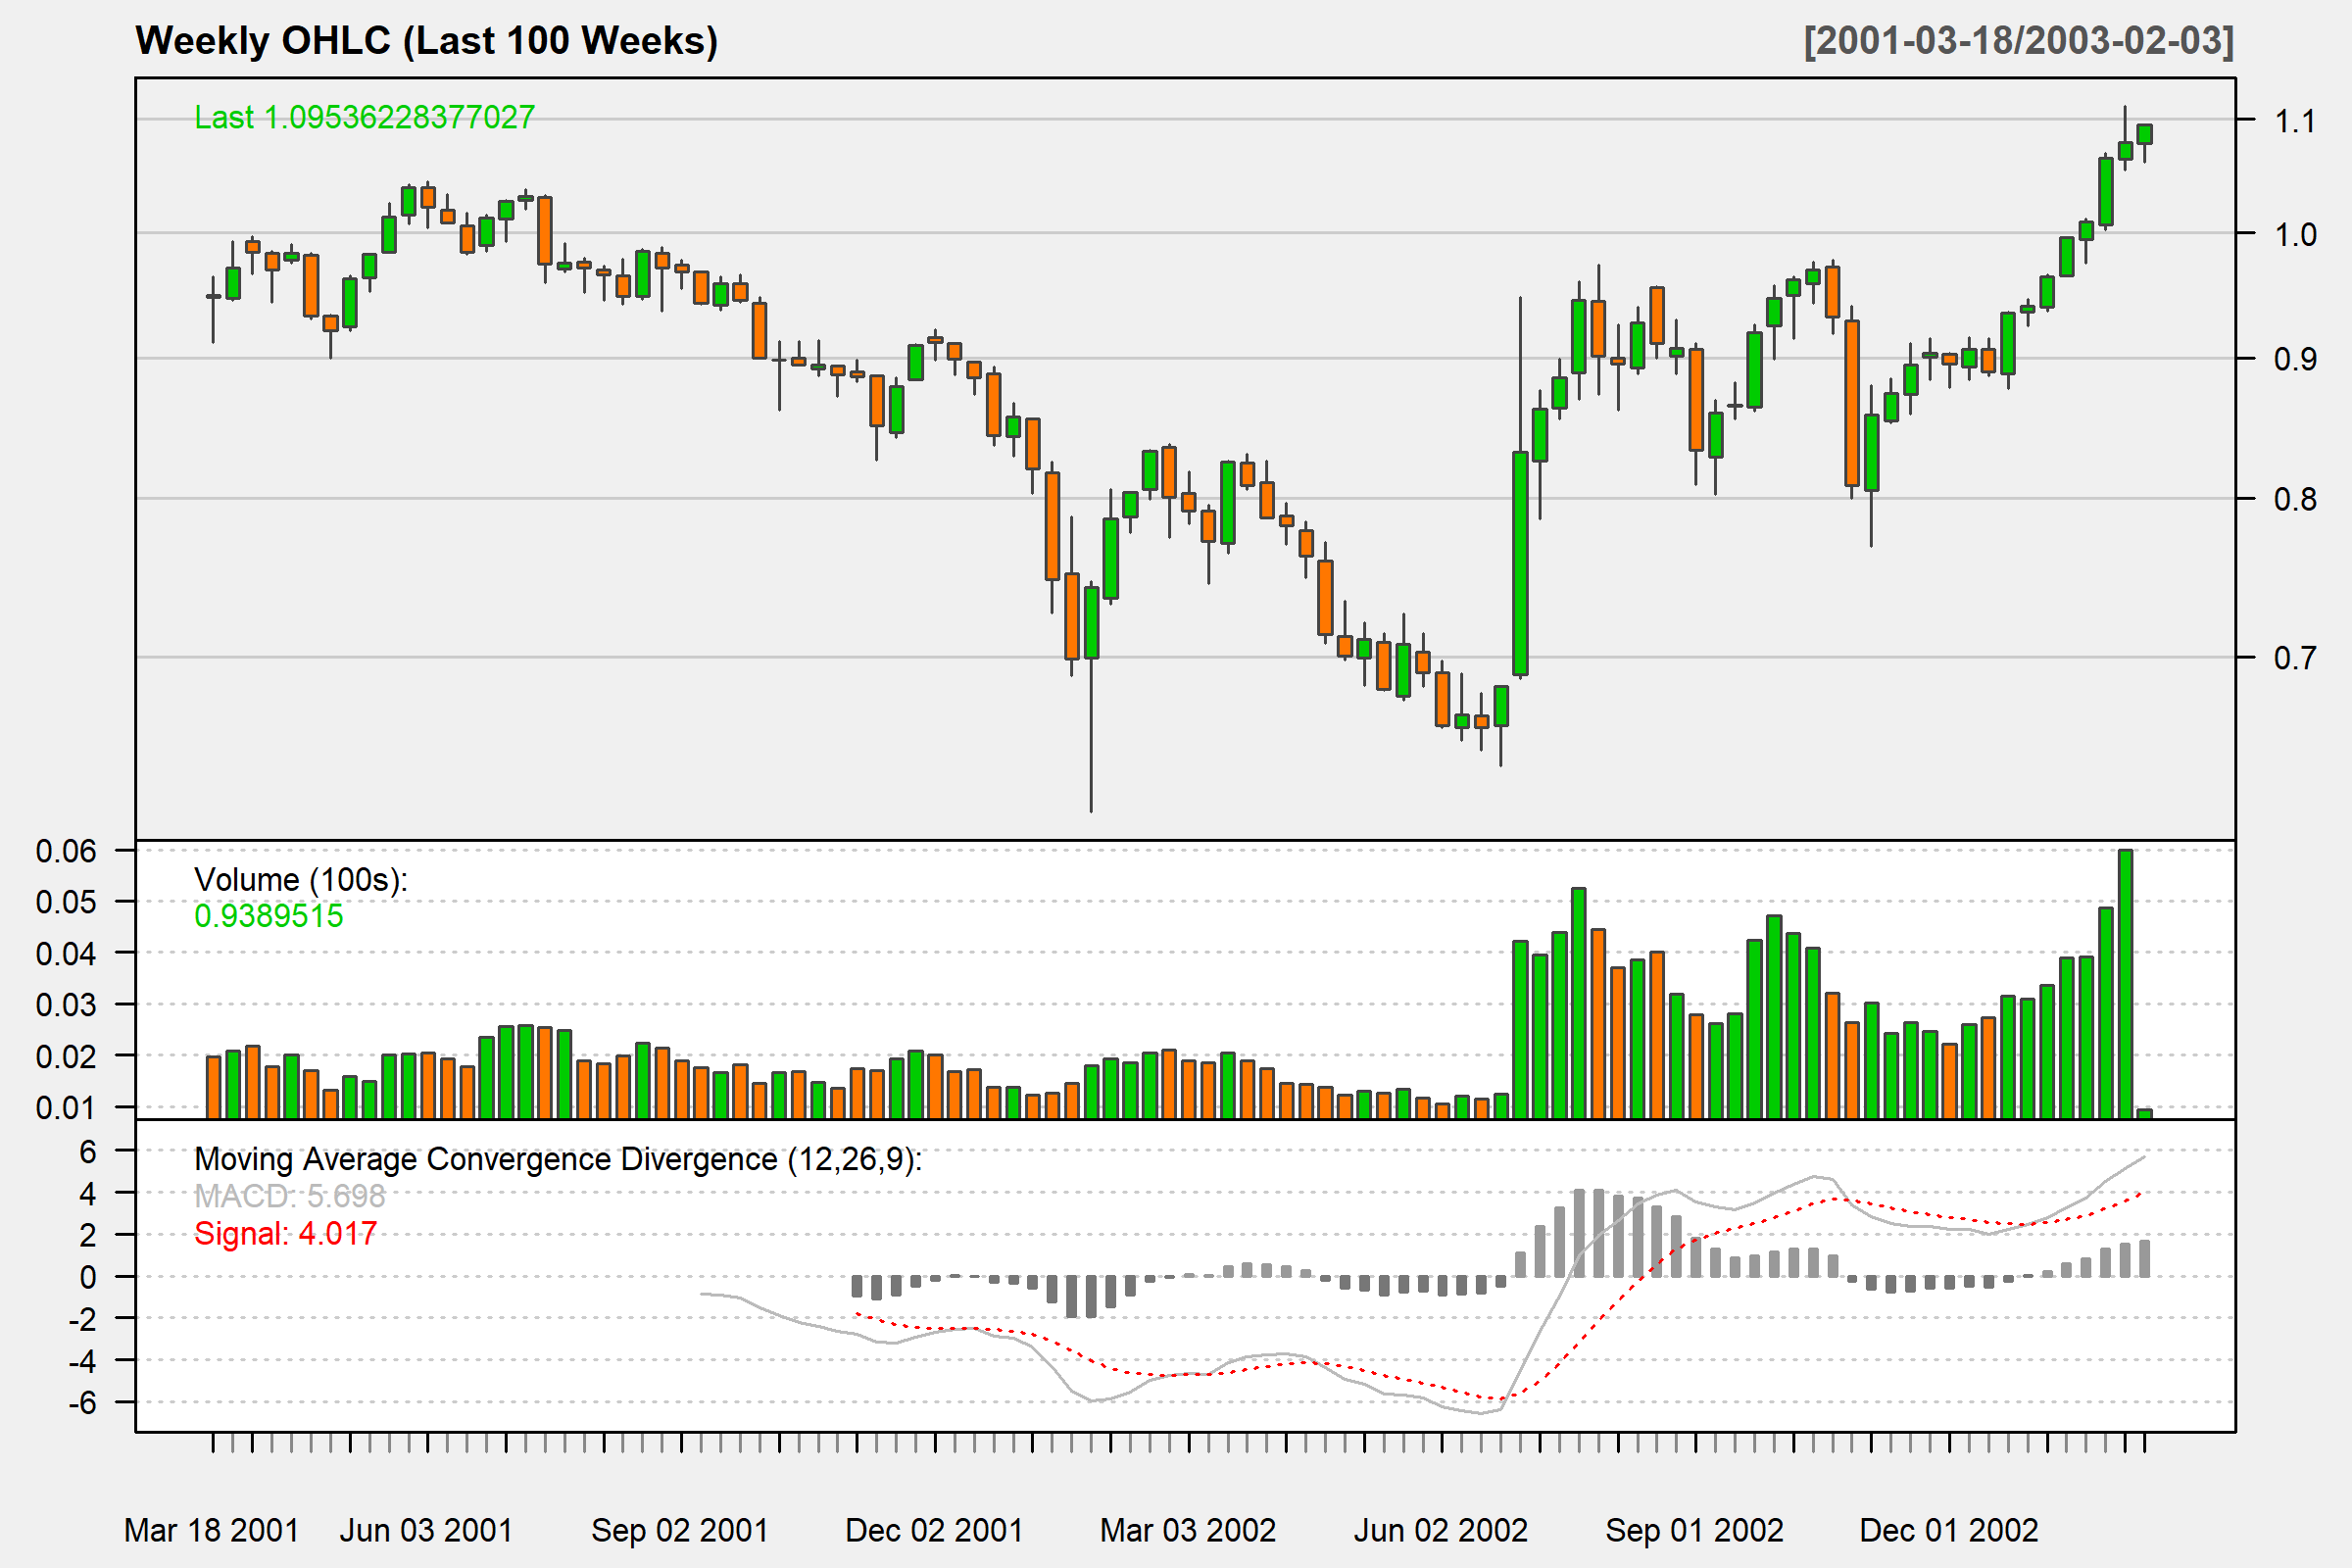 Weekly OHLC (Last 100 Weeks) [2001-03-18/2003-02-03]
Last 1.09536228377027
1.1
1.0
0.9
0.8
0.7
0.06
0.05
0.04
0.03
0.02
0.01
Volume (100s):
0.9389515
6
4
2
0
-2
-4
-6
Moving Average Convergence Divergence (12,26,9):
MACD: 5.698
Signal: 4.017
Mar 18 2001 Jun 03 2001 Sep 02 2001 Dec 02 2001 Mar 03 2002 Jun 02 2002 Sep 01 2002 Dec 01 2002